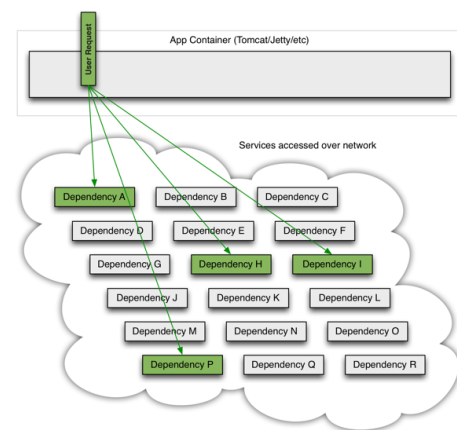 User Request
App Container (Tomcat/Jetty/etc)
Services accessed over network
Dependency A
Dependency B
Dependency C
Dependency D
Dependency E
Dependency F
Dependency G
Dependency H
Dependency I
Dependency J
Dependency K
Dependency L
Dependency M
Dependency N
Dependency O
Dependency P
Dependency Q
Dependency R